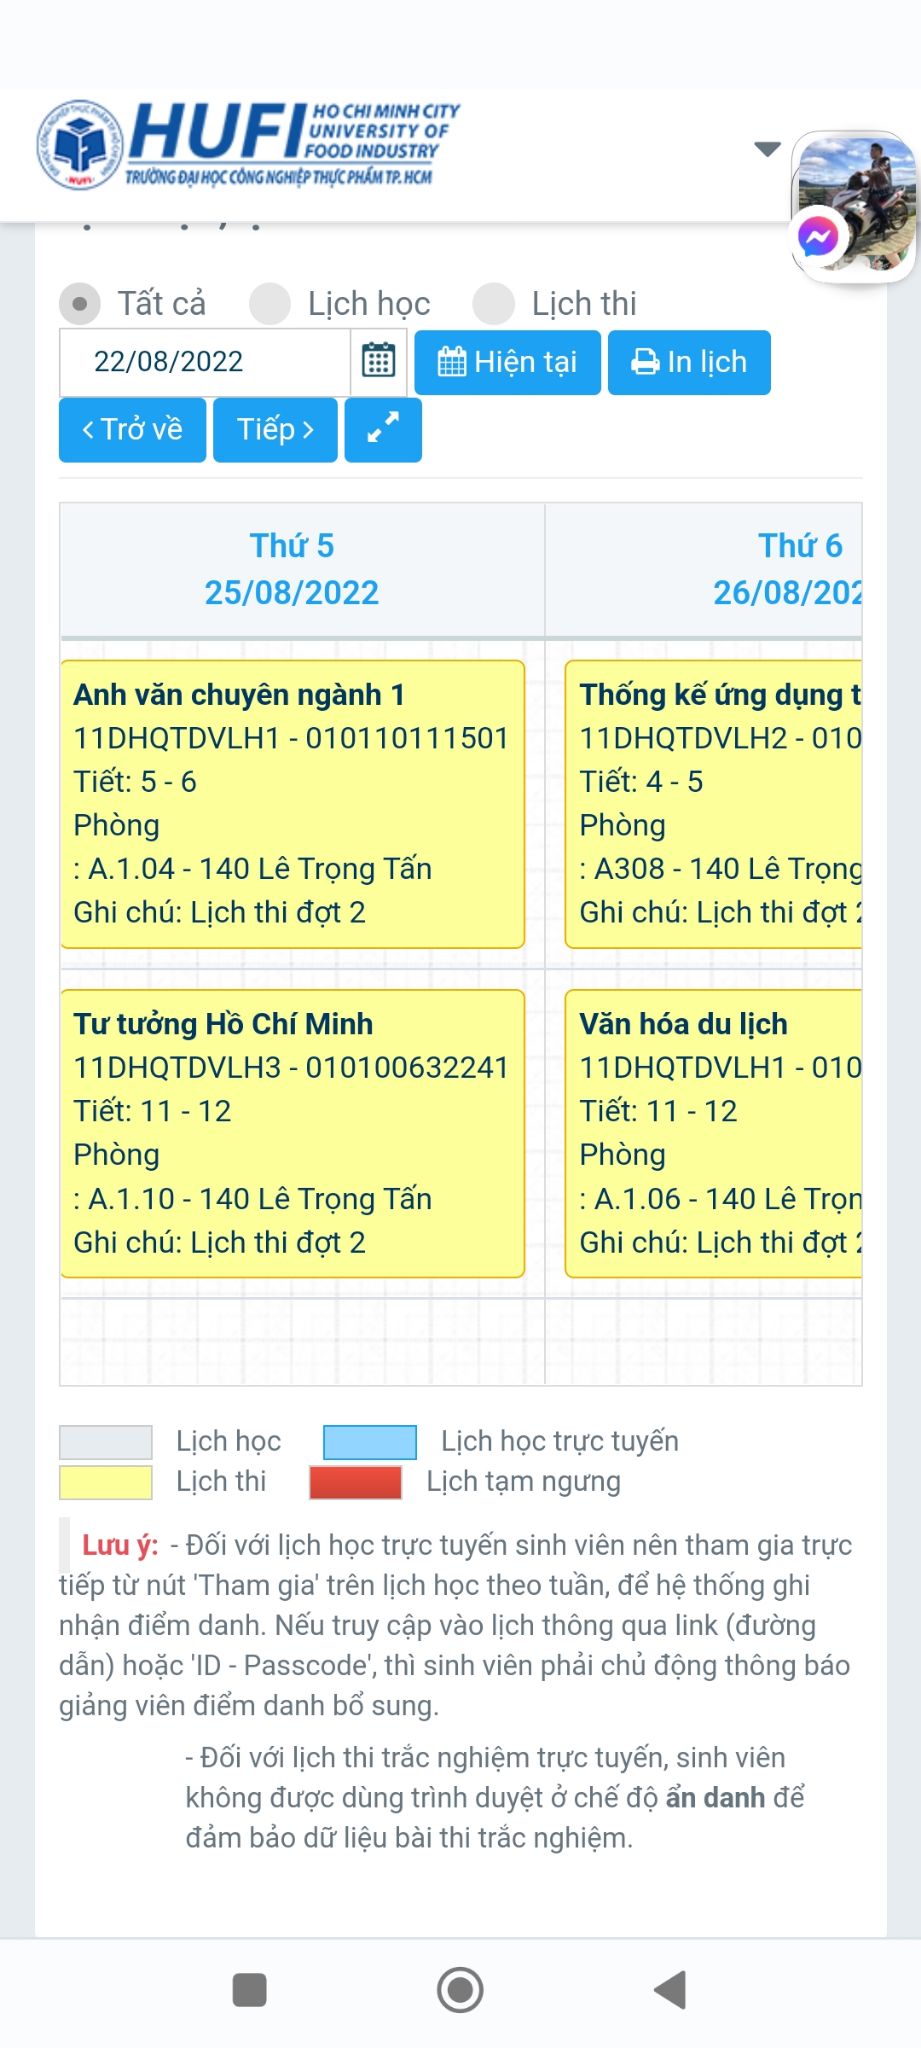 HUFI
HO CHI MINH CITY
UNIVERSITY OF
FOOD INDUSTRY
TRƯỜNG ĐẠI HỌC CÔNG NGHIỆP THỰC PHẨM TP. HCM
Tất cả Lịch học Lịch thi
22/08/2022 Hiện tại In lịch
Trở về Tiếp
Thứ 5
25/08/2022
Anh văn chuyên ngành 1
11DHQTDVLH1 - 010110111501
Tiết: 5 - 6
Phòng
: A.1.04 - 140 Lê Trọng Tấn
Ghi chú: Lịch thi đợt 2
Tư tưởng Hồ Chí Minh
11DHQTDVLH3 - 010100632241
Tiết: 11 - 12
Phòng
: A.1.10 - 140 Lê Trọng Tấn
Ghi chú: Lịch thi đợt 2
Thứ 6
26/08/202
Thống kế ứng dụng t
11DHQTDVLH2 - 010
Tiết: 4 - 5
Phòng
: A308 - 140 Lê Trọng
Ghi chú: Lịch thi đợt 2
Văn hóa du lịch
11DHQTDVLH1 - 010
Tiết: 11 - 12
Phòng
: A.1.06 - 140 Lê Trọn
Ghi chú: Lịch thi đợt 2
Lịch học Lịch học trực tuyến
Lịch thi Lịch tạm ngưng
Lưu ý: - Đối với lịch học trực tuyến sinh viên nên tham gia trực
tiếp từ nút 'Tham gia' trên lịch học theo tuần, để hệ thống ghi
nhận điểm danh. Nếu truy cập vào lịch thông qua link (đường
dẫn) hoặc 'ID - Passcode', thì sinh viên phải chủ động thông báo
giảng viên điểm danh bổ sung.
- Đối với lịch thi trắc nghiệm trực tuyến, sinh viên
không được dùng trình duyệt ở chế độ ẩn danh để
đảm bảo dữ liệu bài thi trắc nghiệm.